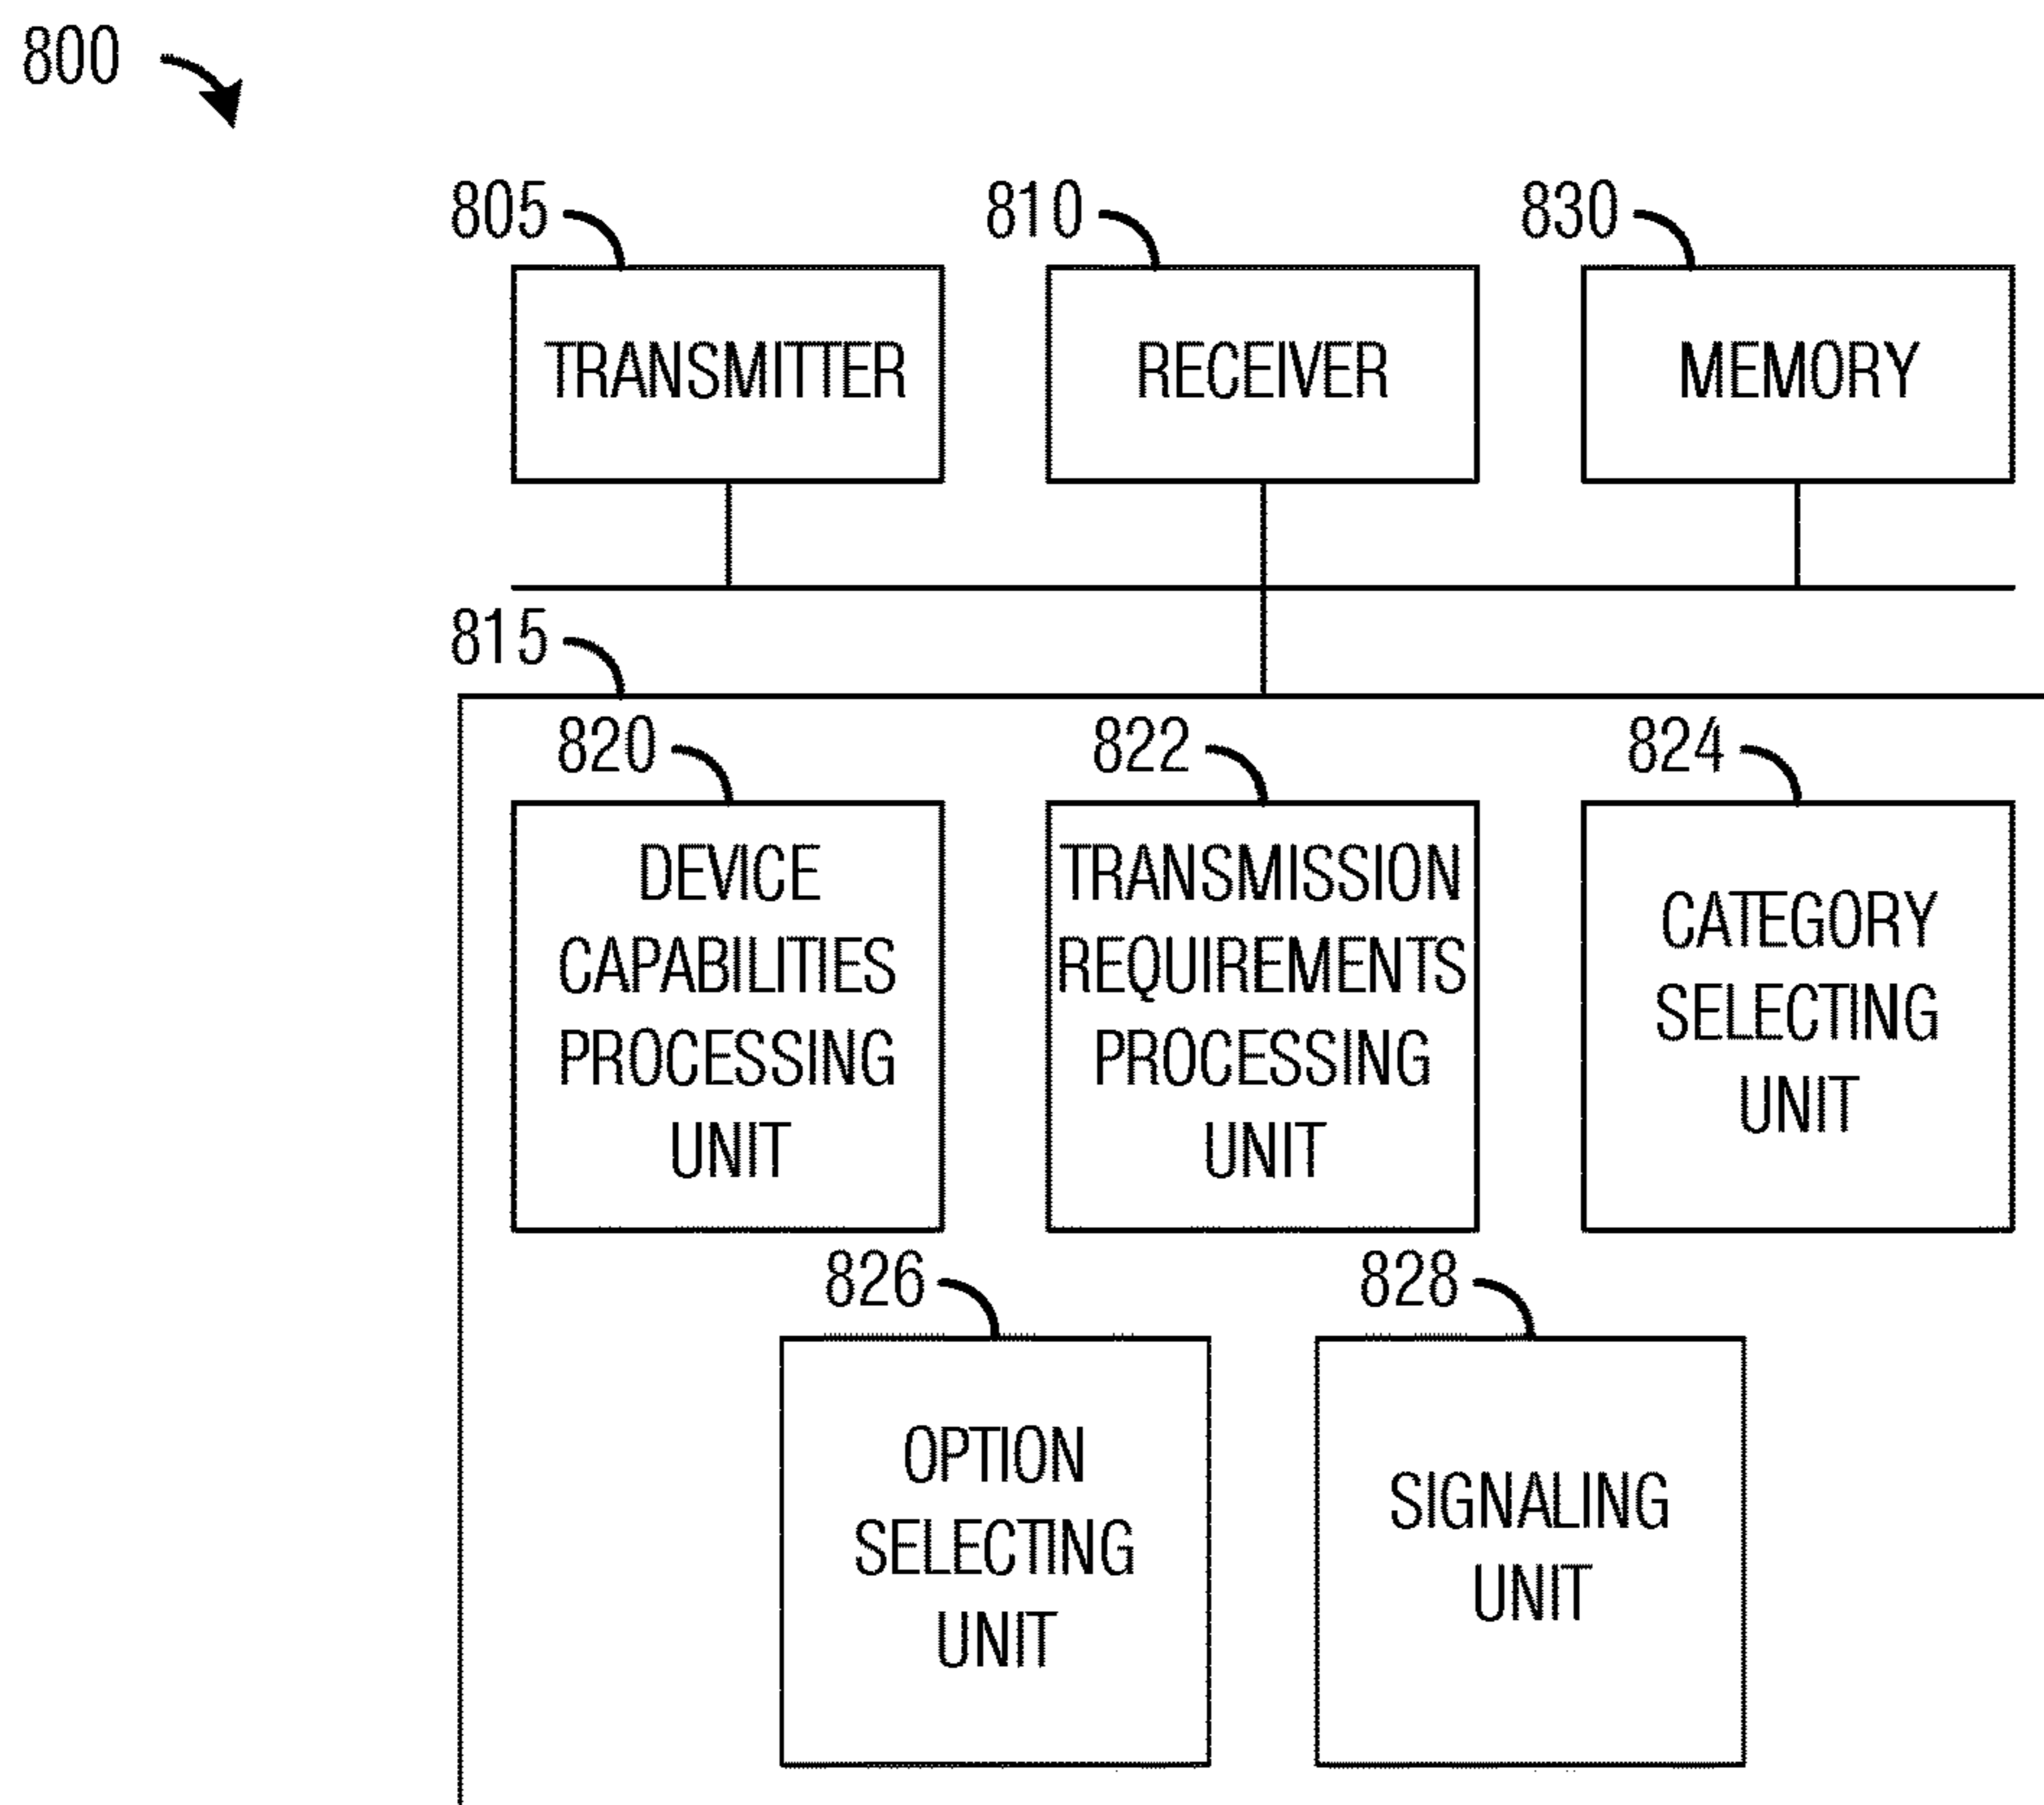 800
805
810
830
TRANSMITTER
RECEIVER
MEMORY
815
820
822
824
DEVICE
CAPABILITIES
PROCESSING
UNIT
TRANSMISSION
REQUIREMENTS
PROCESSING
UNIT
CATEGORY
SELECTING
UNIT
826
828
OPTION
SELECTING
UNIT
SIGNALING
UNIT